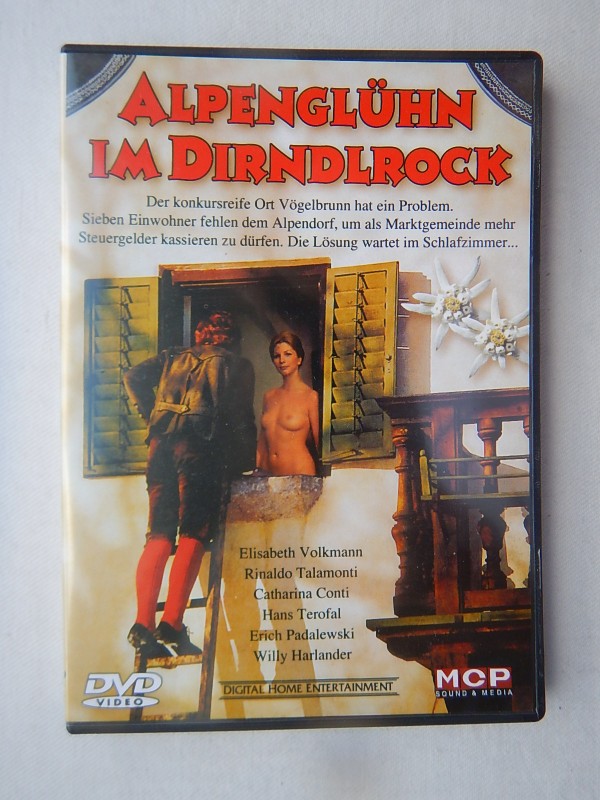 ALPENGLÜHN
IM DIRNDLROCK
Der konkursreife Ort Vögelbrunn hat ein Problem.
Sieben Einwohner fehlen dem Alpendorf, um als Marktgemeinde mehr
Steuergelder kassieren zu dürfen. Die Lösung wartet im Schlafzimmer...
Elisabeth Volkmann
Rinaldo Talamonti
Catharina Conti
Hans Terofal
Erich Padalewski
Willy Harlander
DVD
VIDEO
DIGITAL HOME ENTERTAINMENT
MCP
SOUND & MEDIA